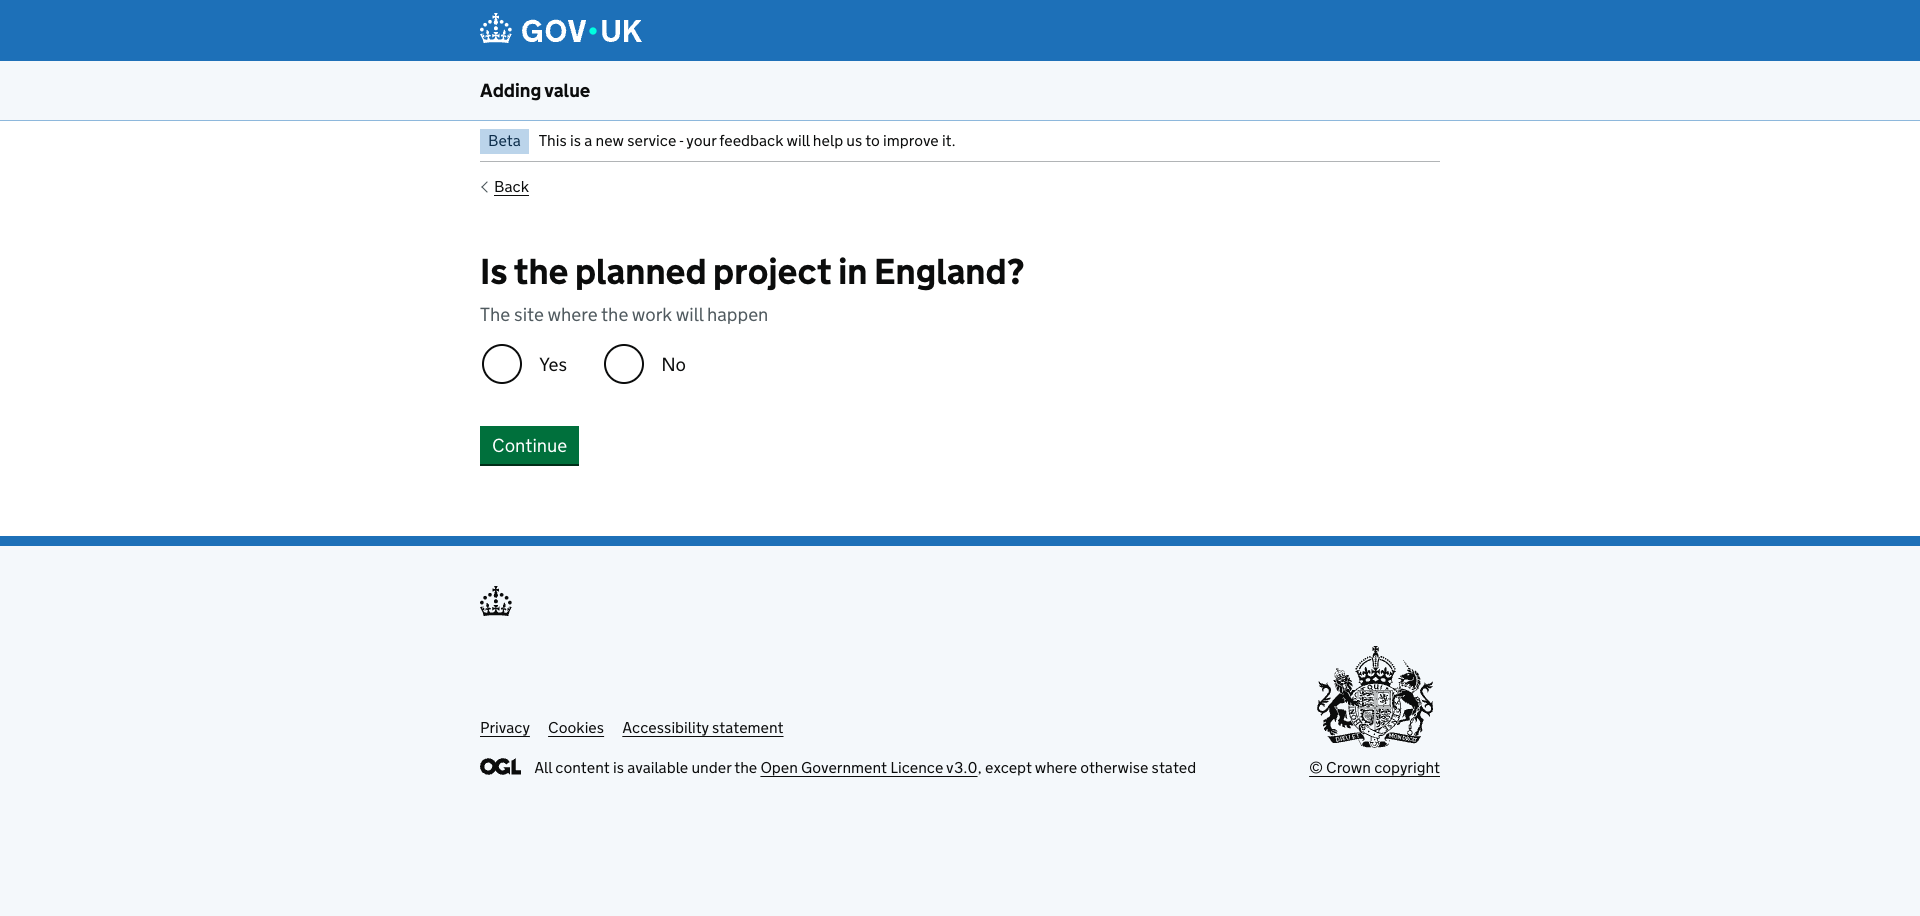 GOV•UK
Adding value
Beta This is a new service - your feedback will help us to improve it.
Back
Is the planned project in England?
The site where the work will happen
Yes No
Continue
Privacy Cookies Accessibility statement
OGL All content is available under the Open Government Licence v3.0, except where otherwise stated
© Crown copyright